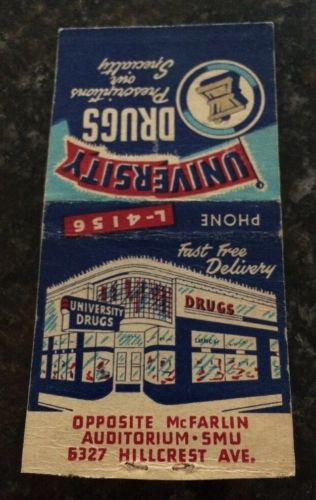 UNIVERSITY
DRUGS
Prescriptions
our
Specialty
PHONE
L-4156
Fast Free
Delivery
UNIVERSITY
DRUGS
DRUGS
LUNCH
OPPOSITE McFARLIN
AUDITORIUM • SMU
6327 HILLCREST AVE.